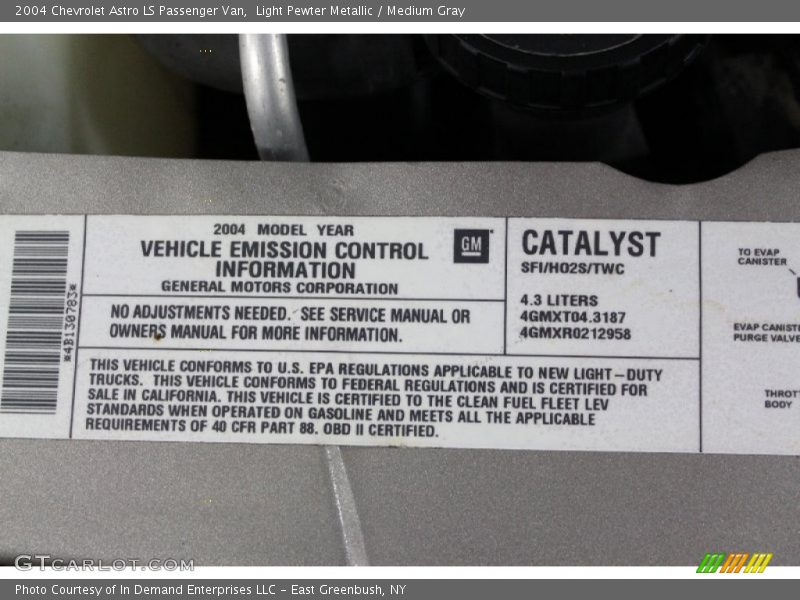 2004 Chevrolet Astro LS Passenger Van, Light Pewter Metallic / Medium Gray
*4B130783*
2004 MODEL YEAR
VEHICLE EMISSION CONTROL
INFORMATION
GENERAL MOTORS CORPORATION
GM
NO ADJUSTMENTS NEEDED. SEE SERVICE MANUAL OR
OWNERS MANUAL FOR MORE INFORMATION.
CATALYST
SFI/HO2S/TWC
4.3 LITERS
4GMXT04.3187
4GMXR0212958
THIS VEHICLE CONFORMS TO U.S. EPA REGULATIONS APPLICABLE TO NEW LIGHT-DUTY
TRUCKS. THIS VEHICLE CONFORMS TO FEDERAL REGULATIONS AND IS CERTIFIED FOR
SALE IN CALIFORNIA. THIS VEHICLE IS CERTIFIED TO THE CLEAN FUEL FLEET LEV
STANDARDS WHEN OPERATED ON GASOLINE AND MEETS ALL THE APPLICABLE
REQUIREMENTS OF 40 CFR PART 88. OBD II CERTIFIED.
TO EVAP
CANISTER
EVAP CANISTE
PURGE VALVE
THROTT
BODY
GTCarLot.com
Photo Courtesy of In Demand Enterprises LLC - East Greenbush, NY